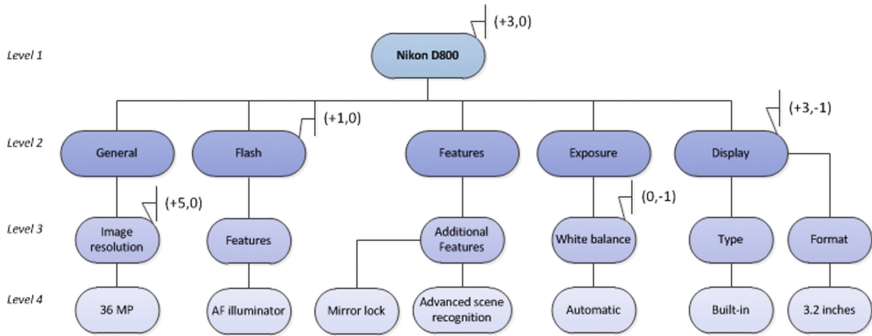 (+3,0)
Level 1
Nikon D800
(+1,0)
(+3,-1)
Level 2
General
Flash
Features
Exposure
Display
(+5,0)
(0,-1)
Level 3
Image
resolution
Features
Additional
Features
White balance
Type
Format
Level 4
36 MP
AF illuminator
Mirror lock
Advanced scene
recognition
Automatic
Built-in
3.2 inches